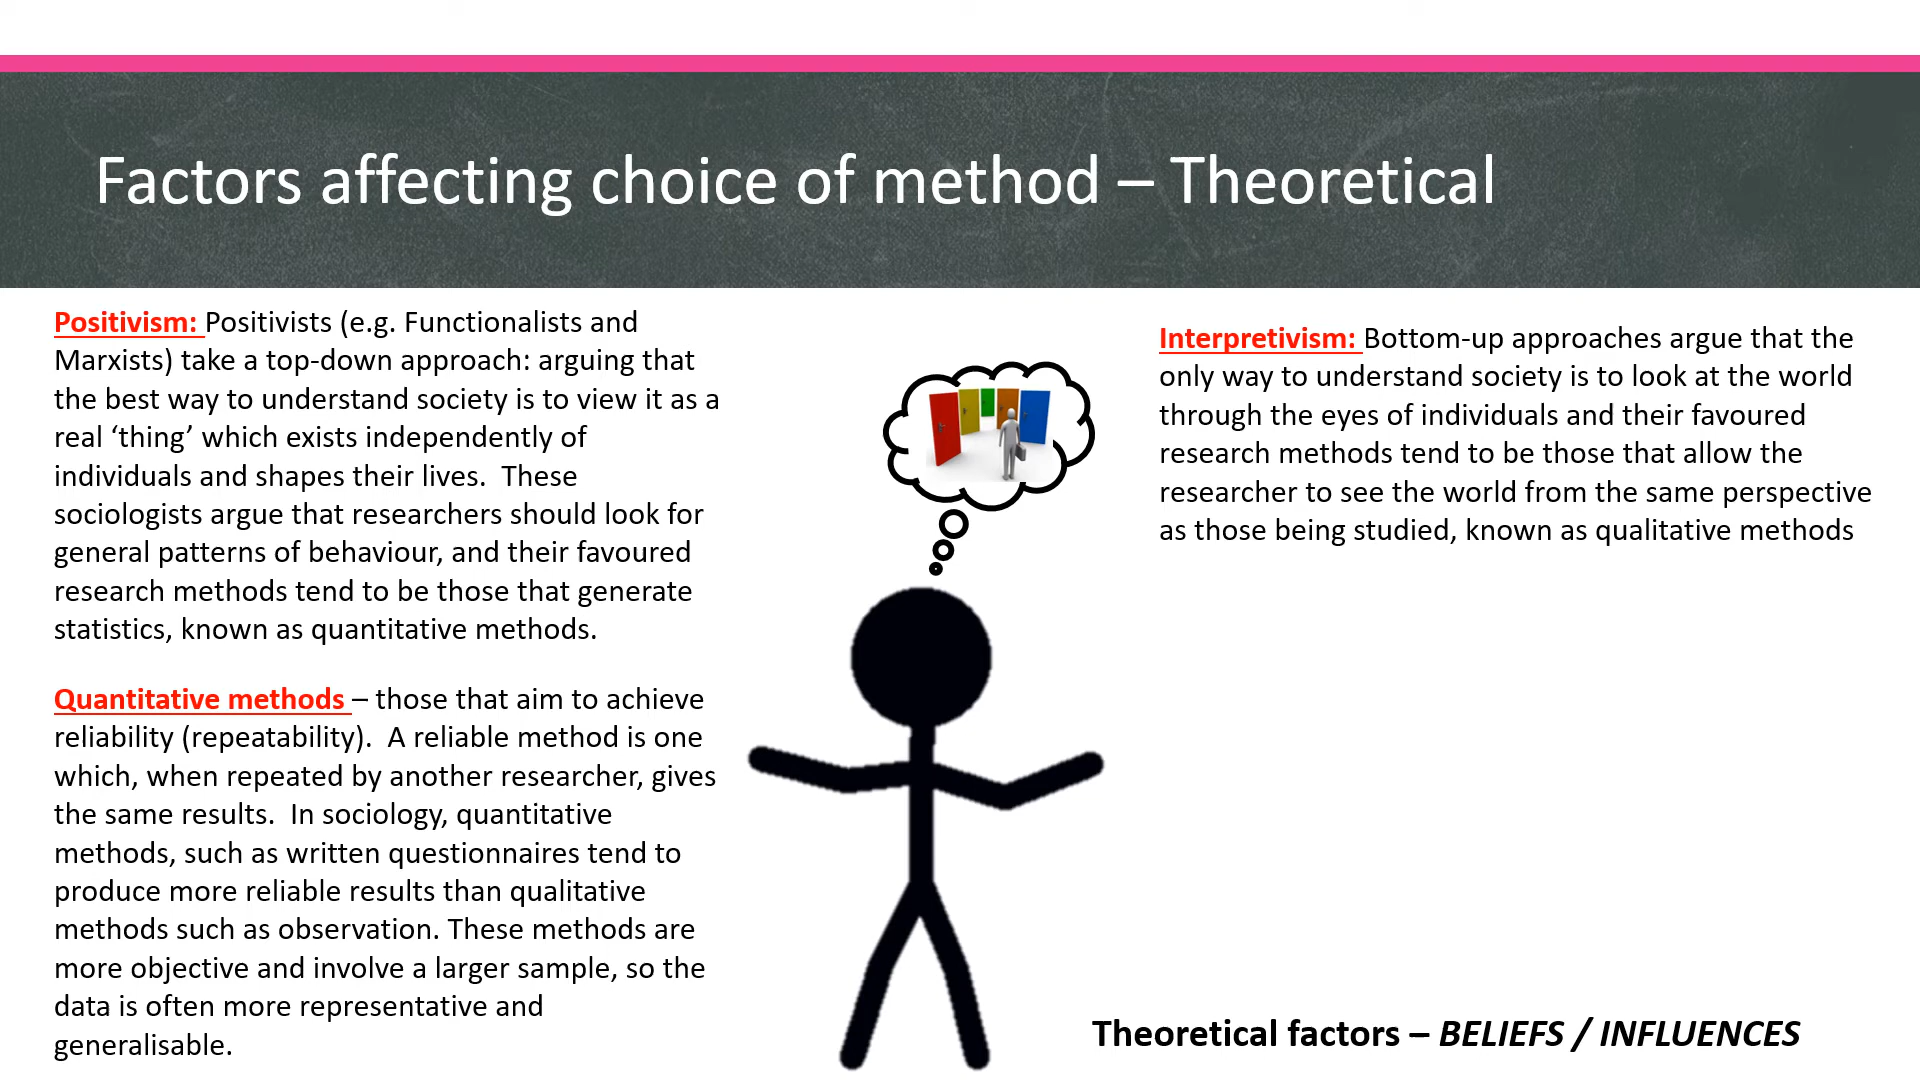 Factors affecting choice of method – Theoretical
Positivism: Positivists (e.g. Functionalists and
Marxists) take a top-down approach: arguing that
the best way to understand society is to view it as a
real ‘thing’ which exists independently of
individuals and shapes their lives.  These
sociologists argue that researchers should look for
general patterns of behaviour, and their favoured
research methods tend to be those that generate
statistics, known as quantitative methods.
Quantitative methods – those that aim to achieve
reliability (repeatability).  A reliable method is one
which, when repeated by another researcher, gives
the same results.  In sociology, quantitative
methods, such as written questionnaires tend to
produce more reliable results than qualitative
methods such as observation. These methods are
more objective and involve a larger sample, so the
data is often more representative and
generalisable.
Interpretivism: Bottom-up approaches argue that the
only way to understand society is to look at the world
through the eyes of individuals and their favoured
research methods tend to be those that allow the
researcher to see the world from the same perspective
as those being studied, known as qualitative methods
Theoretical factors – BELIEFS / INFLUENCES